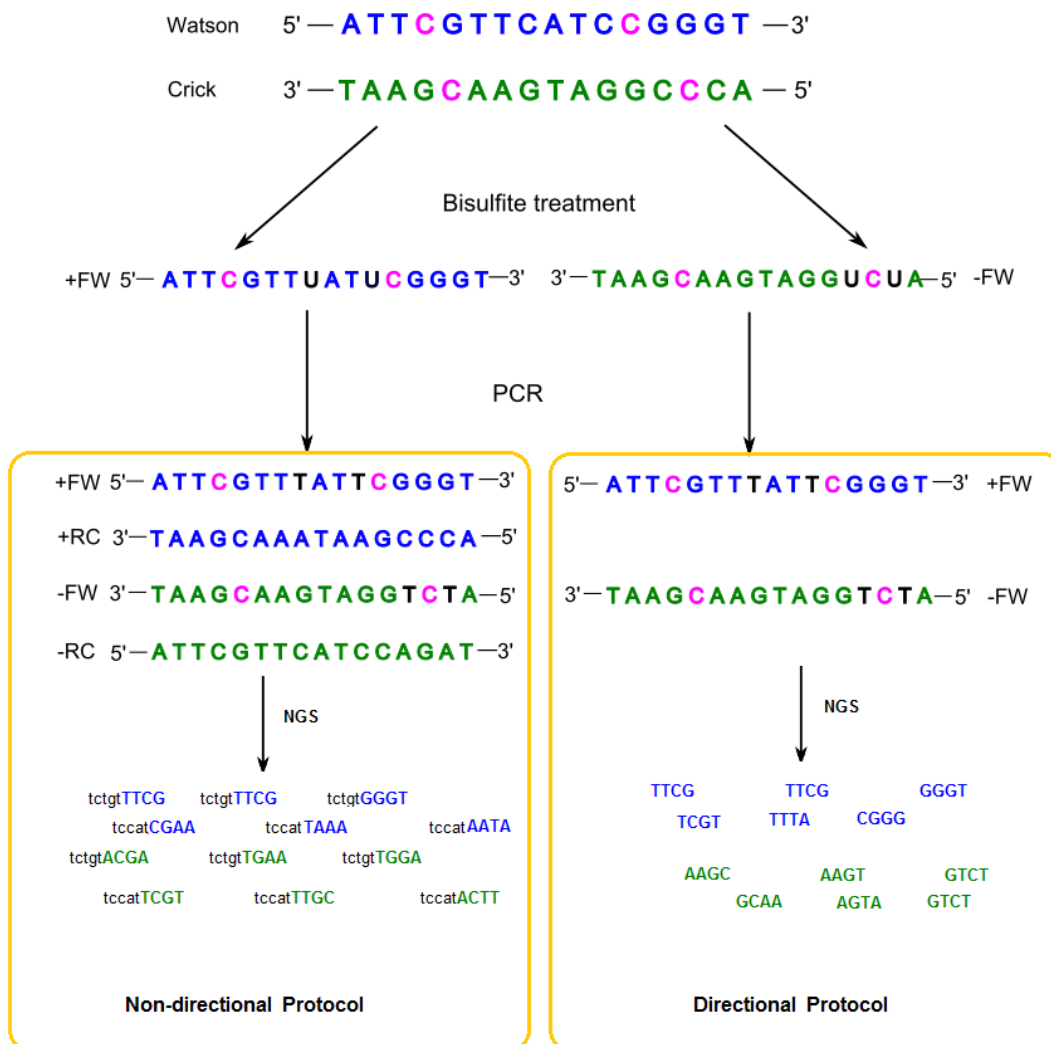 Watson 5'— ATTCGTTCATCCGGGT —3'
Crick 3'— TAAGCAAGTAGGCCCA — 5'
Bisulfite treatment
+FW 5'— ATTCGTTUATUCGGGT—3' 3'— TAAGCAAGTAGGUCUA—5' -FW
PCR
+FW 5'— ATTCGTTTATTCGGGT—3'
+RC 3'—TAAGCAAATAAGCCCA—5'
-FW 3'—TAAGCAAGTAGGTCTA—5'
-RC 5'—ATTCGTTCATCCAGAT—3'
NGS
tctgtTTCG tctgtTTCG tctgtGGGT
tccatCGAA tccatTAAA tccatAATA
tctgtACGA tctgtTGAA tctgtTGGA
tccatTCGT tccatTTGC tccatACTT
Non-directional Protocol
5'— ATTCGTTTATTCGGGT—3' +FW
3'—TAAGCAAGTAGGTCTA—5' -FW
NGS
TTCG TTCG GGGT
TCGT TTTA CGGG
AAGC AAGT GTCT
GCAA AGTA GTCT
Directional Protocol